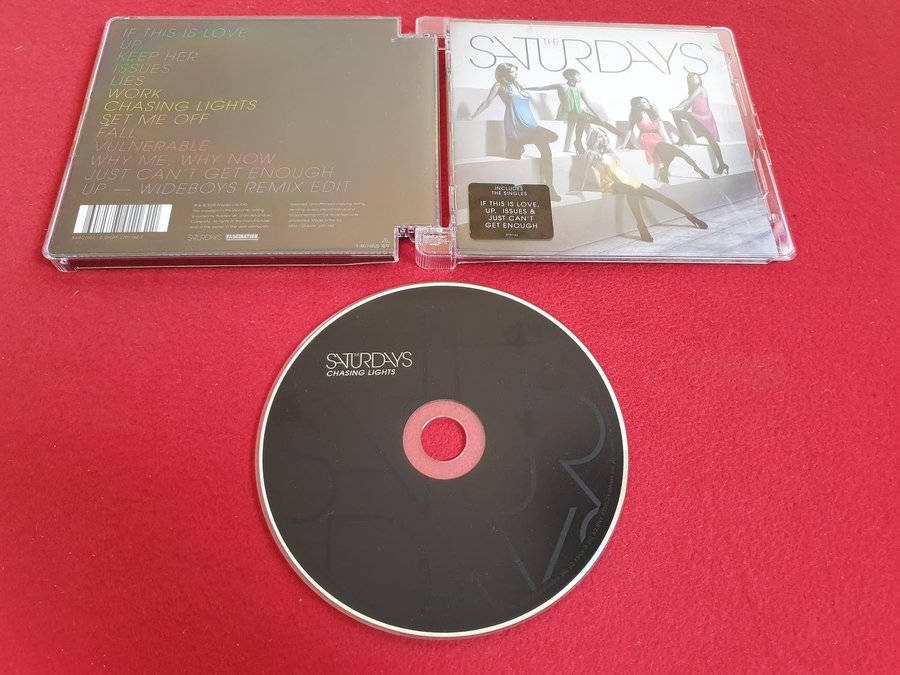 IF THIS IS LOVE
UP
KEEP HER
ISSUES
LIES
WORK
CHASING LIGHTS
SET ME OFF
FALL
VULNERABLE
WHY ME, WHY NOW
JUST CAN'T GET ENOUGH
UP — WIDEBOYS REMIX EDIT
SATURDAYS
FASCINATION
THE
SATURDAYS
INCLUDES
THE SINGLES
IF THIS IS LOVE,
UP, ISSUES &
JUST CAN'T
GET ENOUGH
THE
SATURDAYS
CHASING LIGHTS